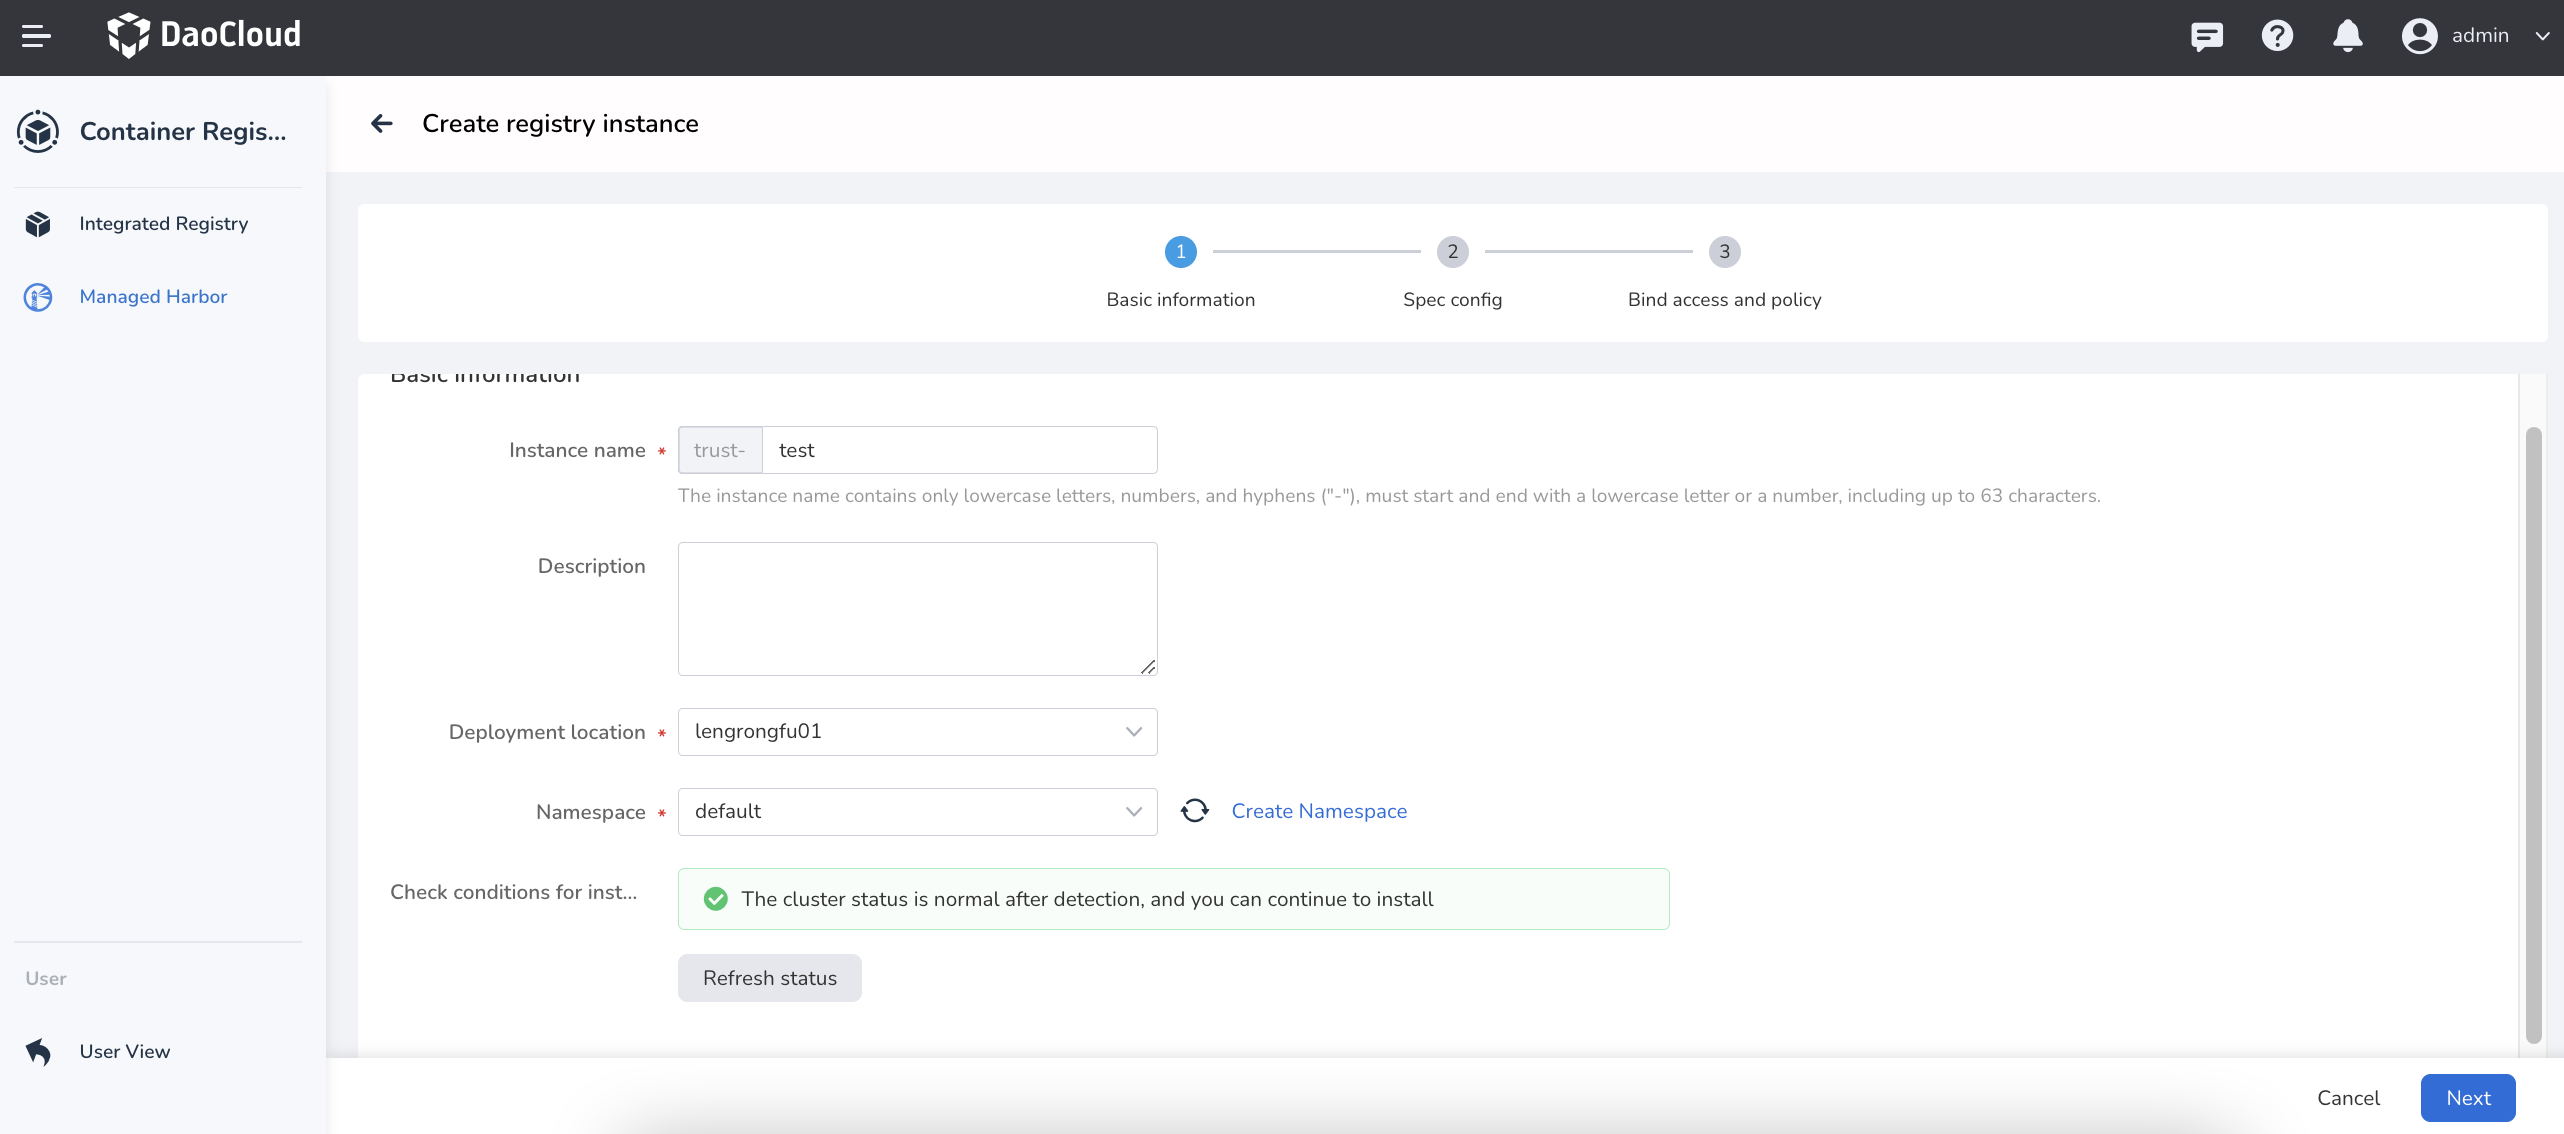 DaoCloud
admin
Container Regis...
Integrated Registry
Managed Harbor
User
User View
Create registry instance
1
2
3
Basic information
Spec config
Bind access and policy
Basic information
Instance name * trust- test
The instance name contains only lowercase letters, numbers, and hyphens ("-"), must start and end with a lowercase letter or a number, including up to 63 characters.
Description
Deployment location * lengrongfu01
Namespace * default Create Namespace
Check conditions for inst... The cluster status is normal after detection, and you can continue to install
Refresh status
Cancel
Next